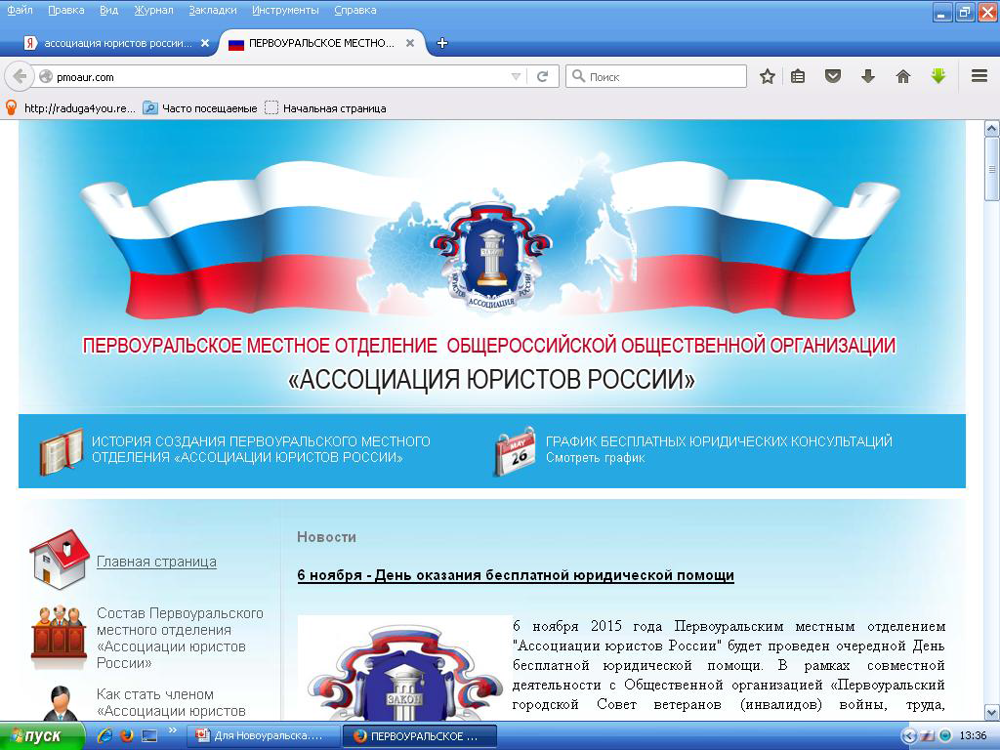 Файл Правка Вид Журнал Закладки Инструменты Справка
Я ассоциация юристов россии...
ПЕРВОУРАЛЬСКОЕ МЕСТНО...
pmoaur.com
Поиск
http://raduga4you.re...
Часто посещаемые
Начальная страница
ЗАКОН
ЮРИСТОВ АССОЦИАЦИЯ РОССИИ
ПЕРВОУРАЛЬСКОЕ МЕСТНОЕ ОТДЕЛЕНИЕ ОБЩЕРОССИЙСКОЙ ОБЩЕСТВЕННОЙ ОРГАНИЗАЦИИ
«АССОЦИАЦИЯ ЮРИСТОВ РОССИИ»
ИСТОРИЯ СОЗДАНИЯ ПЕРВОУРАЛЬСКОГО МЕСТНОГО
ОТДЕЛЕНИЯ «АССОЦИАЦИИ ЮРИСТОВ РОССИИ»
MAY
26
ГРАФИК БЕСПЛАТНЫХ ЮРИДИЧЕСКИХ КОНСУЛЬТАЦИЙ
Смотреть график
Главная страница
Состав Первоуральского
местного отделения
«Ассоциации юристов
России»
Как стать членом
«Ассоциации юристов
Новости
6 ноября - День оказания бесплатной юридической помощи
ЗАКОН
6 ноября 2015 года Первоуральским местным отделением
"Ассоциации юристов России" будет проведен очередной День
бесплатной юридической помощи. В рамках совместной
деятельности с Общественной организацией «Первоуральский
городской Совет ветеранов (инвалидов) войны, труда,
пуск
Для Новоуральска....
ПЕРВОУРАЛЬСКОЕ ...
13:36